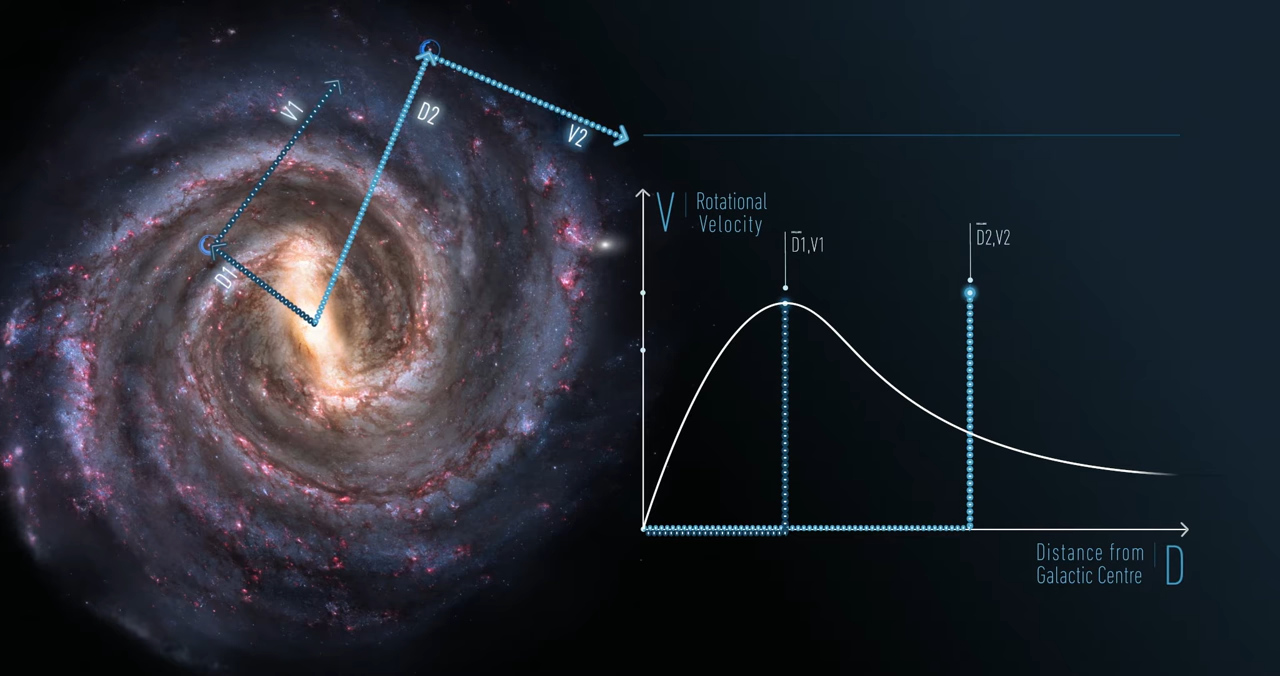 V1
D2
V2
D1
V
Rotational
Velocity
D1,V1
D2,V2
Distance from
Galactic Centre
D